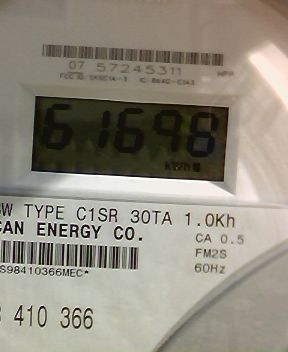 07 57245311
61698
kWh
W TYPE C1SR 30TA 1.0Kh
CAN ENERGY CO.
CA 0.5
FM2S
60Hz
S98410366MEC*
410 366